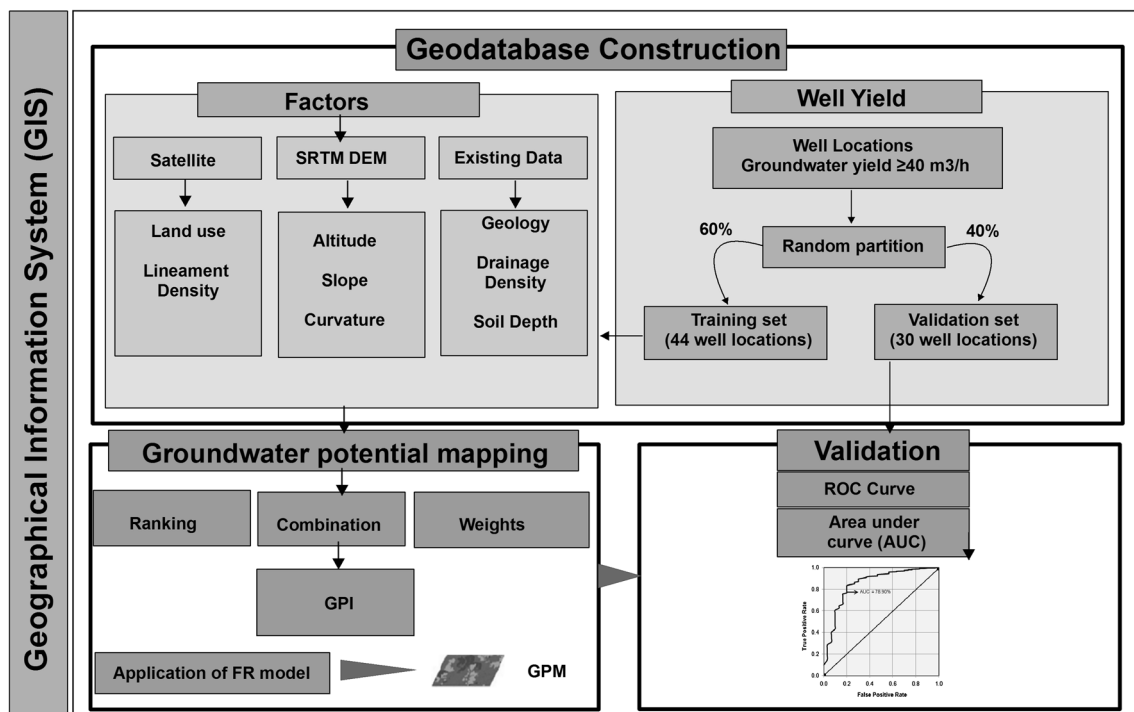 Geographical Information System (GIS)
Geodatabase Construction
Factors
Satellite
SRTM DEM
Existing Data
Land use
Lineament
Density
Altitude
Slope
Curvature
Geology
Drainage
Density
Soil Depth
Well Yield
Well Locations
Groundwater yield ≥40 m3/h
60%
Random partition
40%
Training set
(44 well locations)
Validation set
(30 well locations)
Groundwater potential mapping
Ranking
Combination
Weights
GPI
Application of FR model
GPM
Validation
ROC Curve
Area under
curve (AUC)
True Positive Rate
1.0
0.8
0.6
0.4
0.2
0.0
AUC = 78.60%
0.0 0.2 0.4 0.6 0.8 1.0
False Positive Rate